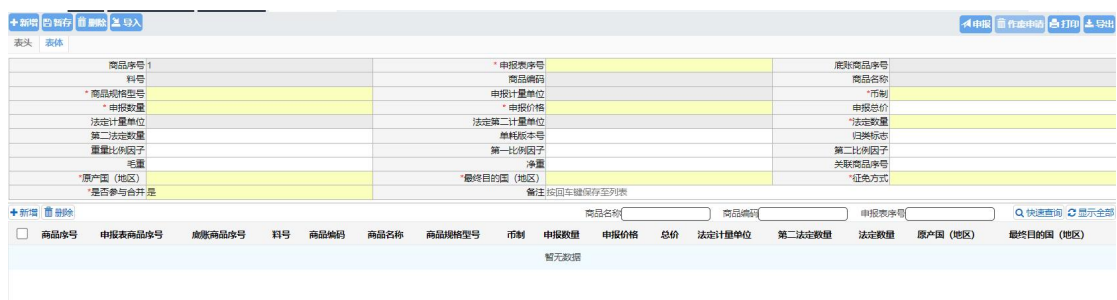 新增 暂存 删除 导入 申报 作废申请 打印 导出
表头 表体
商品序号 1 *申报表序号 底账商品序号
料号 商品编码 商品名称
*商品规格型号 申报计量单位 *币制
*申报数量 *申报价格 申报总价
法定计量单位 法定第二计量单位 *法定数量
第二法定数量 单耗版本号 归类标志
重量比例因子 第一比例因子 第二比例因子
毛重 净重 关联商品序号
*原产国（地区） *最终目的国（地区） *征免方式
*是否参与合并 是 备注 按回车键保存至列表
新增 删除 商品名称 商品编码 申报表序号 快速查询 显示全部
商品序号 申报表商品序号 底账商品序号 料号 商品编码 商品名称 商品规格型号 币制 申报数量 申报价格 总价 法定计量单位 第二法定数量 法定数量 原产国（地区） 最终目的国（地区）
暂无数据